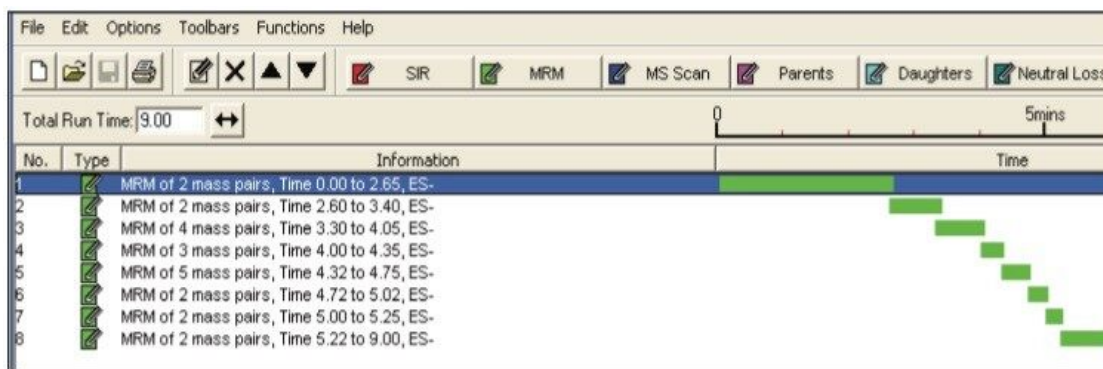 File Edit Options Toolbars Functions Help
SIR MRM MS Scan Parents Daughters Neutral Loss
Total Run Time: 9.00 0 5mins
No. Type Information Time
1 MRM of 2 mass pairs, Time 0.00 to 2.65, ES-
2 MRM of 2 mass pairs, Time 2.60 to 3.40, ES-
3 MRM of 4 mass pairs, Time 3.30 to 4.05, ES-
4 MRM of 3 mass pairs, Time 4.00 to 4.35, ES-
5 MRM of 5 mass pairs, Time 4.32 to 4.75, ES-
6 MRM of 2 mass pairs, Time 4.72 to 5.02, ES-
7 MRM of 2 mass pairs, Time 5.00 to 5.25, ES-
8 MRM of 2 mass pairs, Time 5.22 to 9.00, ES-